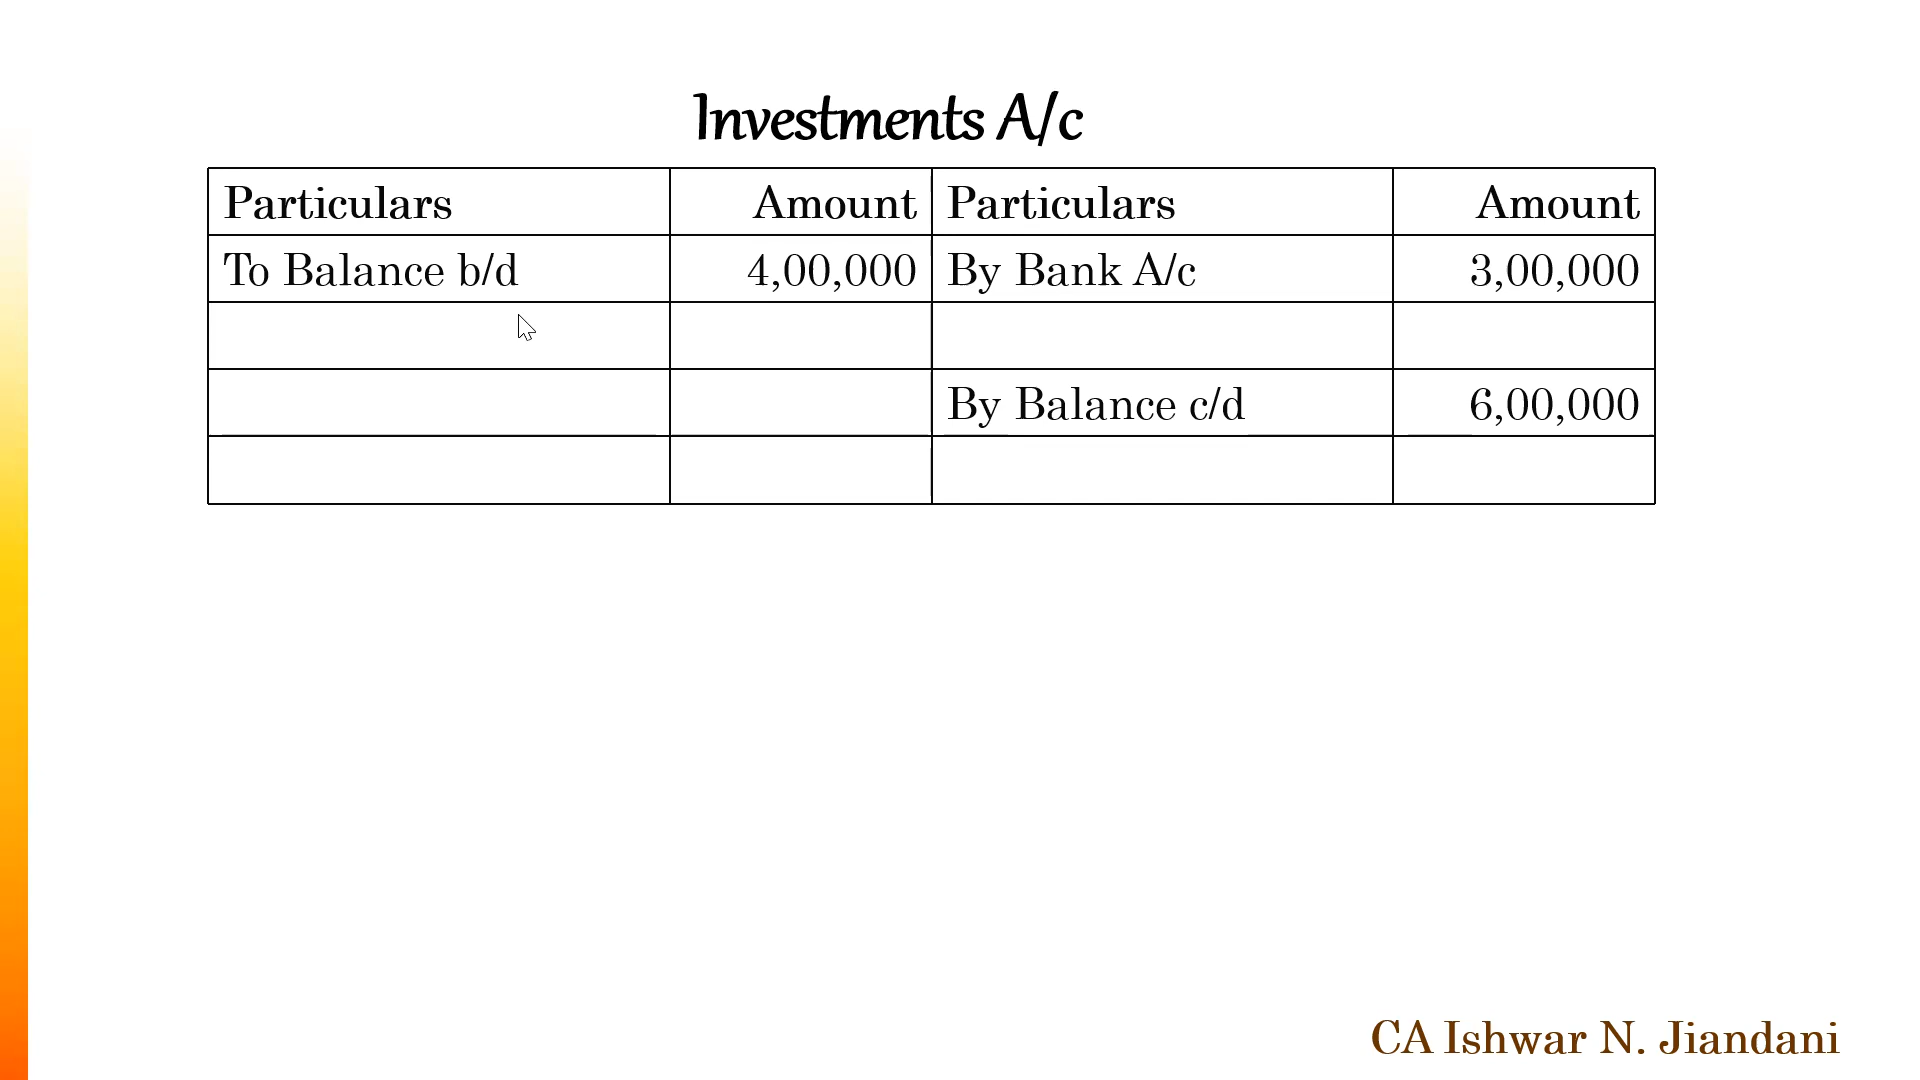 Investments A/c
Particulars Amount Particulars Amount
To Balance b/d 4,00,000 By Bank A/c 3,00,000
By Balance c/d 6,00,000
CA Ishwar N. Jiandani